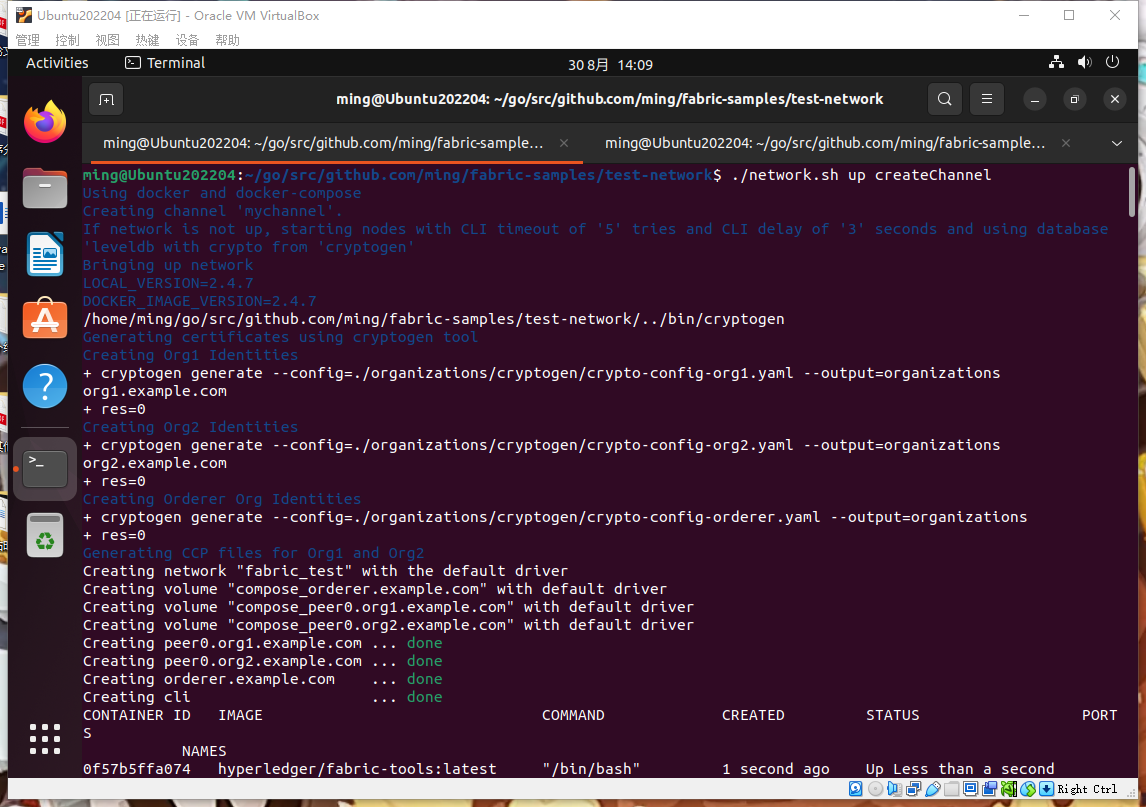 Ubuntu202204 [正在运行] - Oracle VM VirtualBox
管理 控制 视图 热键 设备 帮助
Activities Terminal 30 8月 14:09
ming@Ubuntu202204: ~/go/src/github.com/ming/fabric-samples/test-network
ming@Ubuntu202204: ~/go/src/github.com/ming/fabric-sample... × ming@Ubuntu202204: ~/go/src/github.com/ming/fabric-sample... ×
ming@Ubuntu202204:~/go/src/github.com/ming/fabric-samples/test-network$ ./network.sh up createChannel
Using docker and docker-compose
Creating channel 'mychannel'.
If network is not up, starting nodes with CLI timeout of '5' tries and CLI delay of '3' seconds and using database
'leveldb with crypto from 'cryptogen'
Bringing up network
LOCAL_VERSION=2.4.7
DOCKER_IMAGE_VERSION=2.4.7
/home/ming/go/src/github.com/ming/fabric-samples/test-network/../bin/cryptogen
Generating certificates using cryptogen tool
Creating Org1 Identities
+ cryptogen generate --config=./organizations/cryptogen/crypto-config-org1.yaml --output=organizations
org1.example.com
+ res=0
Creating Org2 Identities
+ cryptogen generate --config=./organizations/cryptogen/crypto-config-org2.yaml --output=organizations
org2.example.com
+ res=0
Creating Orderer Org Identities
+ cryptogen generate --config=./organizations/cryptogen/crypto-config-orderer.yaml --output=organizations
+ res=0
Generating CCP files for Org1 and Org2
Creating network "fabric_test" with the default driver
Creating volume "compose_orderer.example.com" with default driver
Creating volume "compose_peer0.org1.example.com" with default driver
Creating volume "compose_peer0.org2.example.com" with default driver
Creating peer0.org1.example.com ... done
Creating peer0.org2.example.com ... done
Creating orderer.example.com    ... done
Creating cli                    ... done
CONTAINER ID   IMAGE                               COMMAND             CREATED         STATUS                  PORT
S
           NAMES
0f57b5ffa074   hyperledger/fabric-tools:latest     "/bin/bash"         1 second ago    Up Less than a second
Right Ctrl